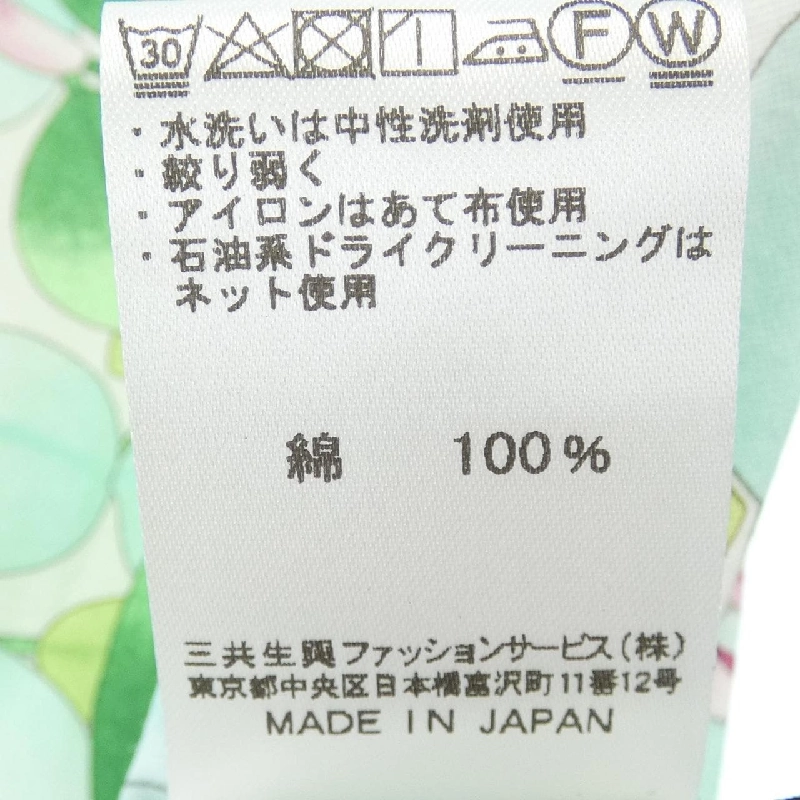 30 F W
・水洗いは中性洗剤使用
・絞り弱く
・アイロンはあて布使用
・石油系ドライクリーニングは
ネット使用
綿 100%
三共生興ファッションサービス(株)
東京都中央区日本橋富沢町11番12号
MADE IN JAPAN